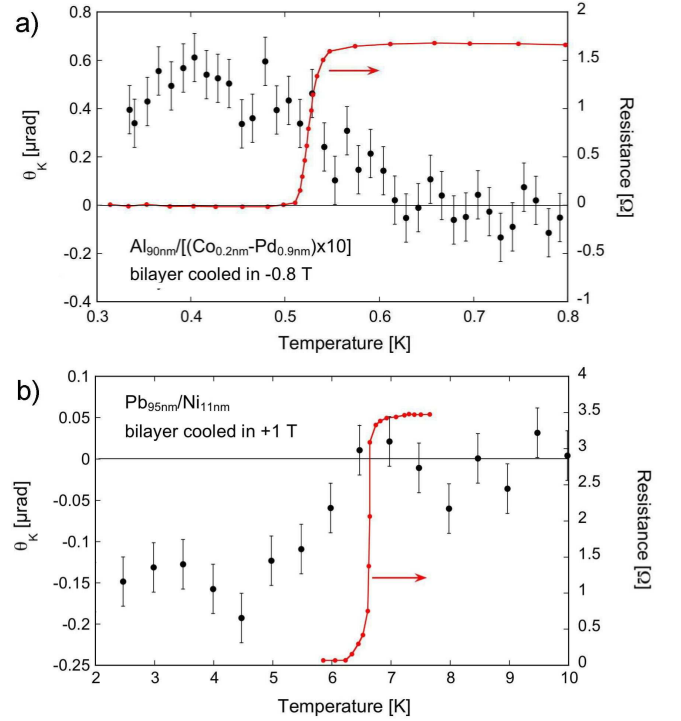 a)
0.8
0.6
0.4
0.2
0
-0.2
-0.4
θK [µrad]
2
1.5
1
0.5
0
-0.5
-1
Resistance [Ω]
Al90nm/[(Co0.2nm-Pd0.9nm)x10]
bilayer cooled in -0.8 T
0.3 0.4 0.5 0.6 0.7 0.8
Temperature [K]
b)
0.1
0.05
0
-0.05
-0.1
-0.15
-0.2
-0.25
θK [µrad]
Pb95nm/Ni11nm
bilayer cooled in +1 T
4
3.5
3
2.5
2
1.5
1
0.5
0
Resistance [Ω]
2 3 4 5 6 7 8 9 10
Temperature [K]